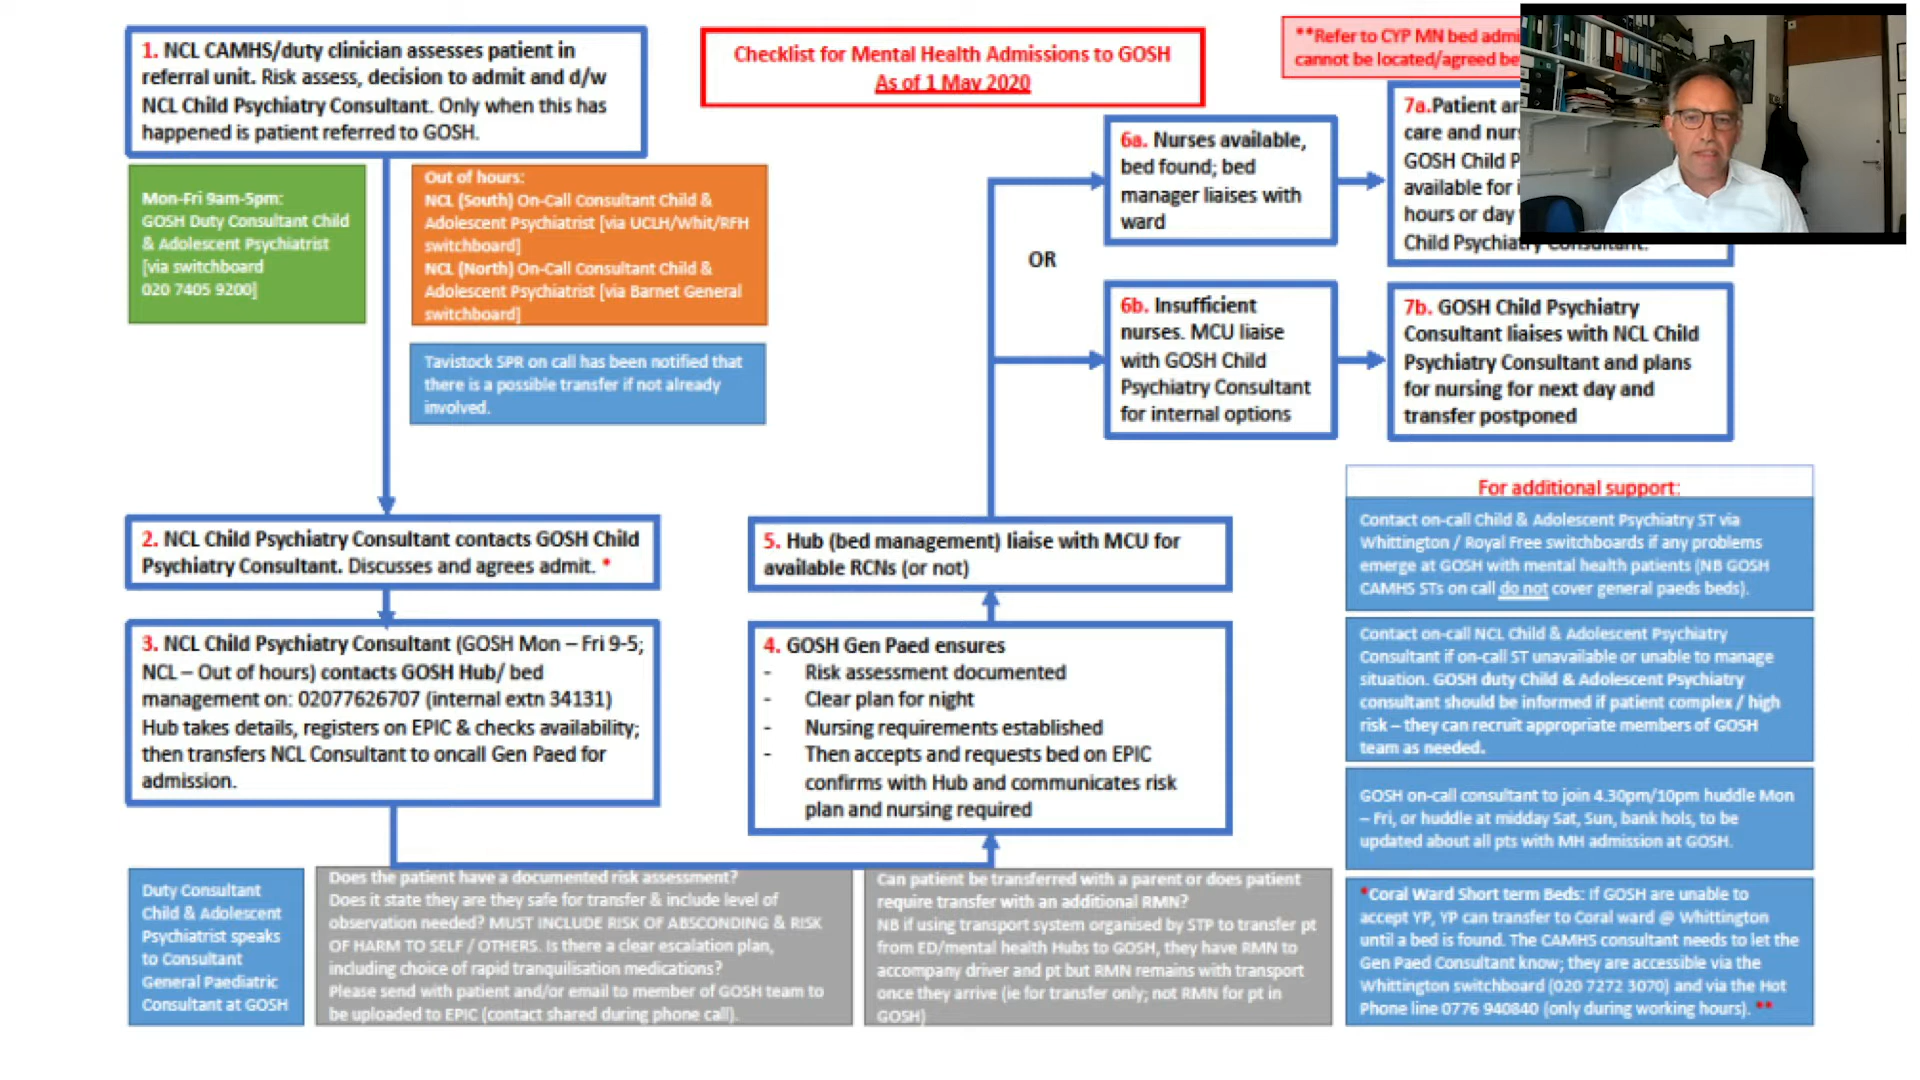 1. NCL CAMHS/duty clinician assesses patient in
referral unit. Risk assess, decision to admit and d/w
NCL Child Psychiatry Consultant. Only when this has
happened is patient referred to GOSH.
Mon-Fri 9am-5pm:
GOSH Duty Consultant Child
& Adolescent Psychiatrist
[via switchboard
020 7405 9200]
Out of hours:
NCL (South) On-Call Consultant Child &
Adolescent Psychiatrist [via UCLH/Whit/RFH
switchboard]
NCL (North) On-Call Consultant Child &
Adolescent Psychiatrist [via Barnet General
switchboard]
Tavistock SPR on call has been notified that
there is a possible transfer if not already
involved.
2. NCL Child Psychiatry Consultant contacts GOSH Child
Psychiatry Consultant. Discusses and agrees admit. *
3. NCL Child Psychiatry Consultant (GOSH Mon – Fri 9-5;
NCL – Out of hours) contacts GOSH Hub/ bed
management on: 02077626707 (internal extn 34131)
Hub takes details, registers on EPIC & checks availability;
then transfers NCL Consultant to oncall Gen Paed for
admission.
Duty Consultant
Child & Adolescent
Psychiatrist speaks
to Consultant
General Paediatric
Consultant at GOSH
Does the patient have a documented risk assessment?
Does it state they are they safe for transfer & include level of
observation needed? MUST INCLUDE RISK OF ABSCONDING & RISK
OF HARM TO SELF / OTHERS. Is there a clear escalation plan,
including choice of rapid tranquilisation medications?
Please send with patient and/or email to member of GOSH team to
be uploaded to EPIC (contact shared during phone call).
Checklist for Mental Health Admissions to GOSH
As of 1 May 2020
4. GOSH Gen Paed ensures
- Risk assessment documented
- Clear plan for night
- Nursing requirements established
- Then accepts and requests bed on EPIC
confirms with Hub and communicates risk
plan and nursing required
5. Hub (bed management) liaise with MCU for
available RCNs (or not)
Can patient be transferred with a parent or does patient
require transfer with an additional RMN?
NB if using transport system organised by STP to transfer pt
from ED/mental health Hubs to GOSH, they have RMN to
accompany driver and pt but RMN remains with transport
once they arrive (ie for transfer only; not RMN for pt in
GOSH)
OR
6a. Nurses available,
bed found; bed
manager liaises with
ward
6b. Insufficient
nurses. MCU liaise
with GOSH Child
Psychiatry Consultant
for internal options
**Refer to CYP MN bed
cannot be located/agreed
7a. Patient
care and
GOSH Child
available for
hours or day
Child Psychiatry Consultant.
7b. GOSH Child Psychiatry
Consultant liaises with NCL Child
Psychiatry Consultant and plans
for nursing for next day and
transfer postponed
For additional support:
Contact on-call Child & Adolescent Psychiatry ST via
Whittington / Royal Free switchboards if any problems
emerge at GOSH with mental health patients (NB GOSH
CAMHS STs on call do not cover general paeds beds).
Contact on-call NCL Child & Adolescent Psychiatry
Consultant if on-call ST unavailable or unable to manage
situation. GOSH duty Child & Adolescent Psychiatry
consultant should be informed if patient complex / high
risk – they can recruit appropriate members of GOSH
team as needed.
GOSH on-call consultant to join 4.30pm/10pm huddle Mon
– Fri, or huddle at midday Sat, Sun, bank hols, to be
updated about all pts with MH admission at GOSH.
*Coral Ward Short term Beds: If GOSH are unable to
accept YP, YP can transfer to Coral ward @ Whittington
until a bed is found. The CAMHS consultant needs to let the
Gen Paed Consultant know; they are accessible via the
Whittington switchboard (020 7272 3070) and via the Hot
Phone line 0776 940840 (only during working hours). **